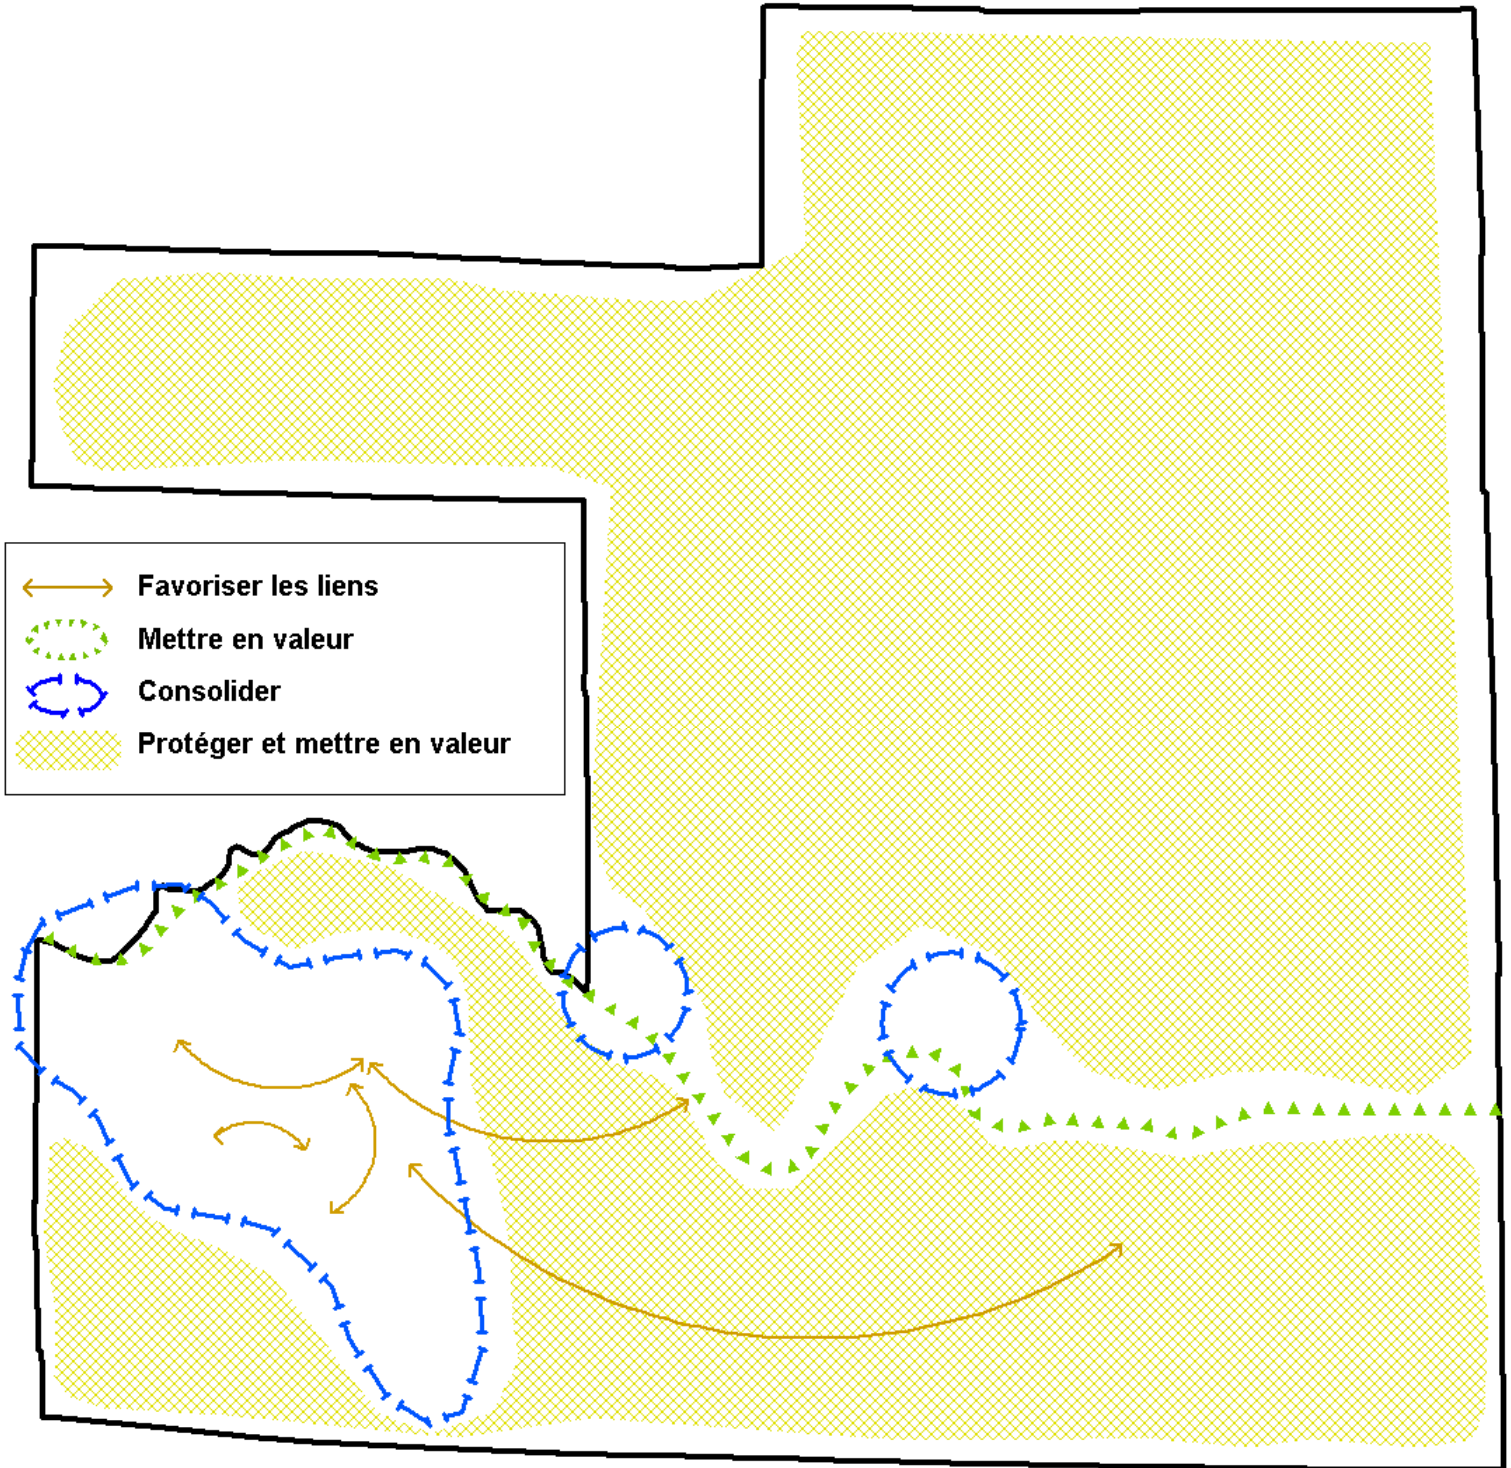 Favoriser les liens
Mettre en valeur
Consolider
Protéger et mettre en valeur